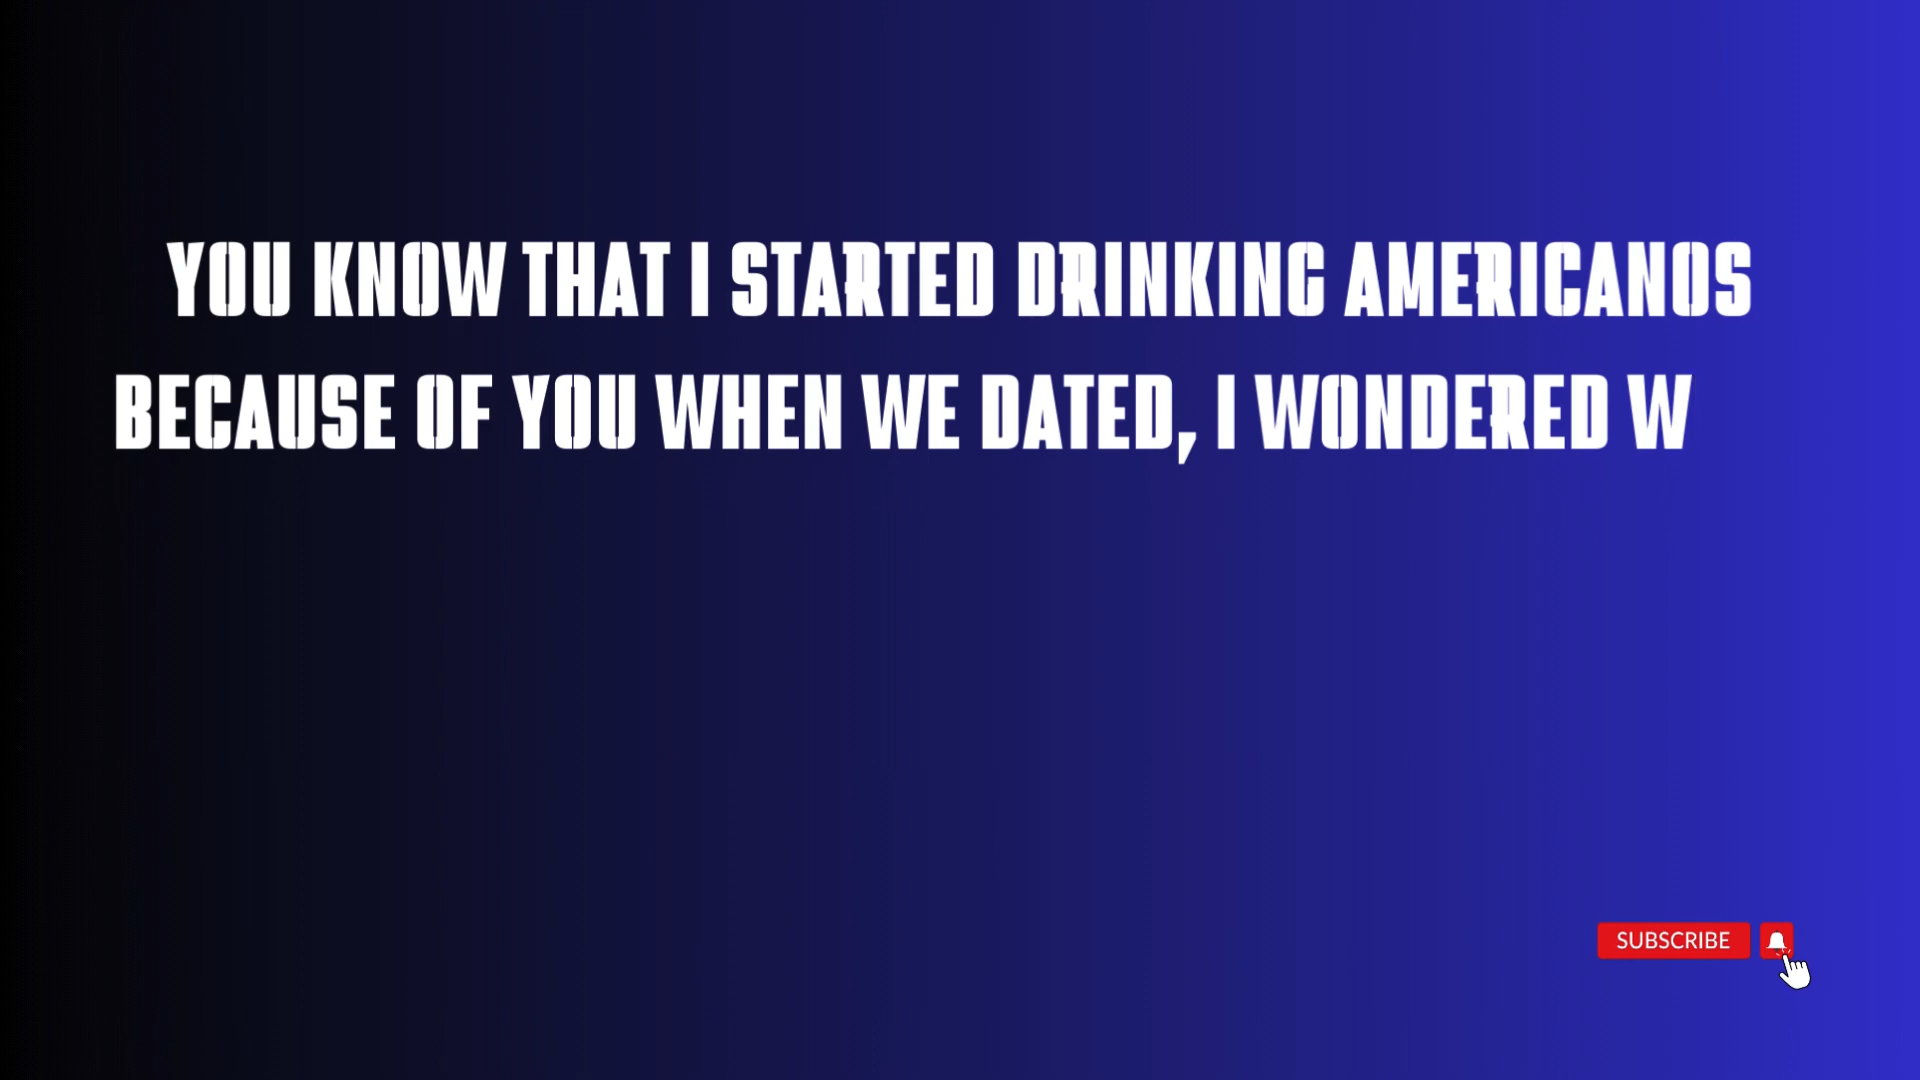 YOU KNOW THAT I STARTED DRINKING AMERICANOS
BECAUSE OF YOU WHEN WE DATED, I WONDERED W
SUBSCRIBE